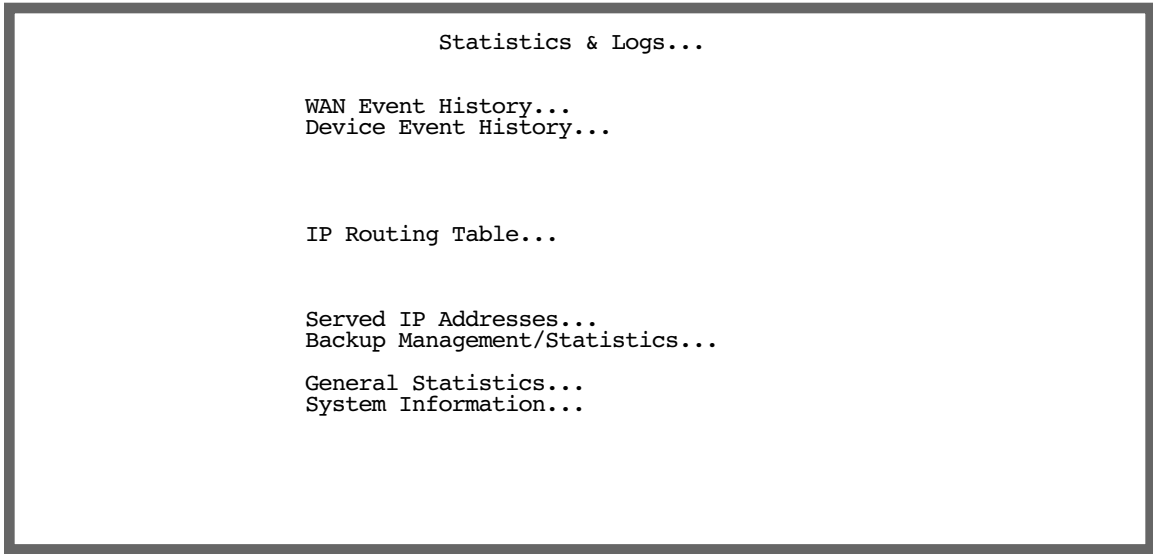 Statistics & Logs...
WAN Event History...
Device Event History...
IP Routing Table...
Served IP Addresses...
Backup Management/Statistics...
General Statistics...
System Information...